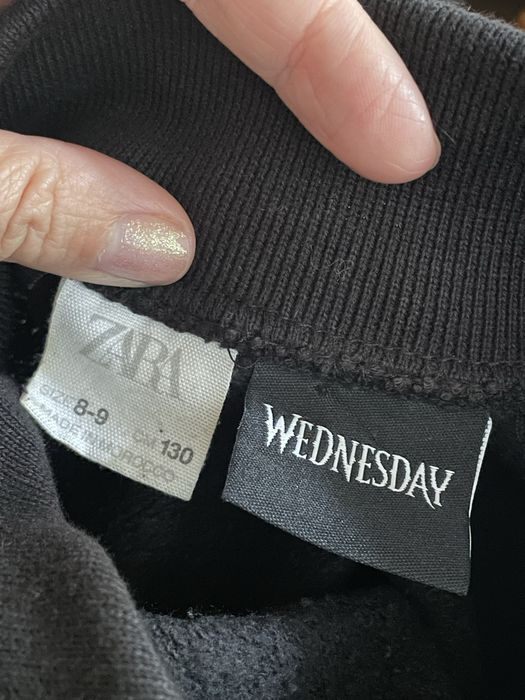 ZARA
SIZE 8-9 CM 130
MADE IN MOROCCO
WEDNESDAY